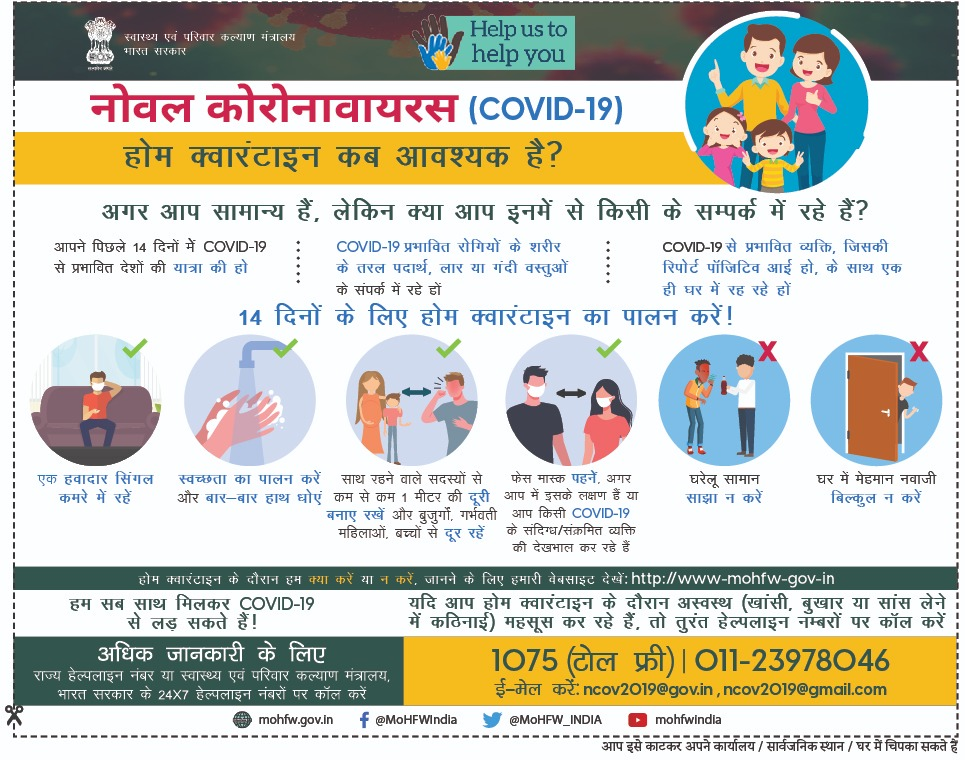 स्वास्थ्य एवं परिवार कल्याण मंत्रालय
भारत सरकार
Help us to
help you
नोवल कोरोनावायरस (COVID-19)
होम क्वारंटाइन कब आवश्यक है?
अगर आप सामान्य हैं, लेकिन क्या आप इनमें से किसी के सम्पर्क में रहे हैं?
आपने पिछले 14 दिनों में COVID-19
से प्रभावित देशों की यात्रा की हो
COVID-19 प्रभावित रोगियों के शरीर
के तरल पदार्थ, लार या गंदी वस्तुओं
के संपर्क में रहे हों
COVID-19 से प्रभावित व्यक्ति, जिसकी
रिपोर्ट पॉजिटिव आई हो, के साथ एक
ही घर में रह रहे हों
14 दिनों के लिए होम क्वारंटाइन का पालन करें!
एक हवादार सिंगल
कमरे में रहें
स्वच्छता का पालन करें
और बार–बार हाथ धोएं
साथ रहने वाले सदस्यों से
कम से कम 1 मीटर की दूरी
बनाए रखें और बुजुर्गों, गर्भवती
महिलाओं, बच्चों से दूर रहें
फेस मास्क पहनें, अगर
आप में इसके लक्षण हैं या
आप किसी COVID-19
के संदिग्ध/संक्रमित व्यक्ति
की देखभाल कर रहे हैं
घरेलू सामान
साझा न करें
घर में मेहमान नवाजी
बिल्कुल न करें
होम क्वारंटाइन के दौरान हम क्या करें या न करें, जानने के लिए हमारी वेबसाइट देखें: http://www-mohfw-gov-in
हम सब साथ मिलकर COVID-19
से लड़ सकते हैं!
यदि आप होम क्वारंटाइन के दौरान अस्वस्थ (खांसी, बुखार या सांस लेने
में कठिनाई) महसूस कर रहे हैं, तो तुरंत हेल्पलाइन नम्बरों पर कॉल करें
अधिक जानकारी के लिए
राज्य हेल्पलाइन नंबर या स्वास्थ्य एवं परिवार कल्याण मंत्रालय,
भारत सरकार के 24X7 हेल्पलाइन नंबरों पर कॉल करें
1075 (टोल फ्री) | 011-23978046
ई–मेल करें: ncov2019@gov.in , ncov2019@gmail.com
mohfw.gov.in @MoHFWIndia @MoHFW_INDIA mohfwindia
आप इसे काटकर अपने कार्यालय / सार्वजनिक स्थान / घर में चिपका सकते हैं